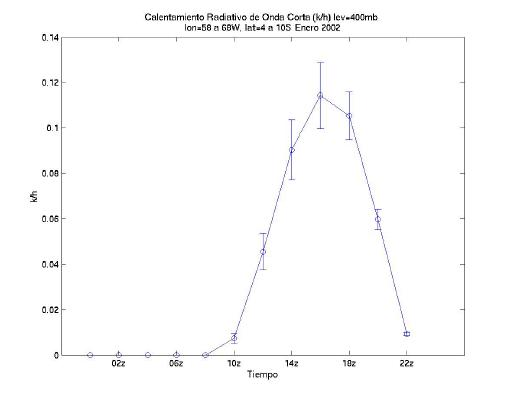 Calentamiento Radiativo de Onda Corta (k/h) lev=400mb
lon=58 a 68W, lat=4 a 10S Enero 2002
0.14
0.12
0.1
0.08
0.06
0.04
0.02
0
k/h
02z
06z
10z
14z
18z
22z
Tiempo